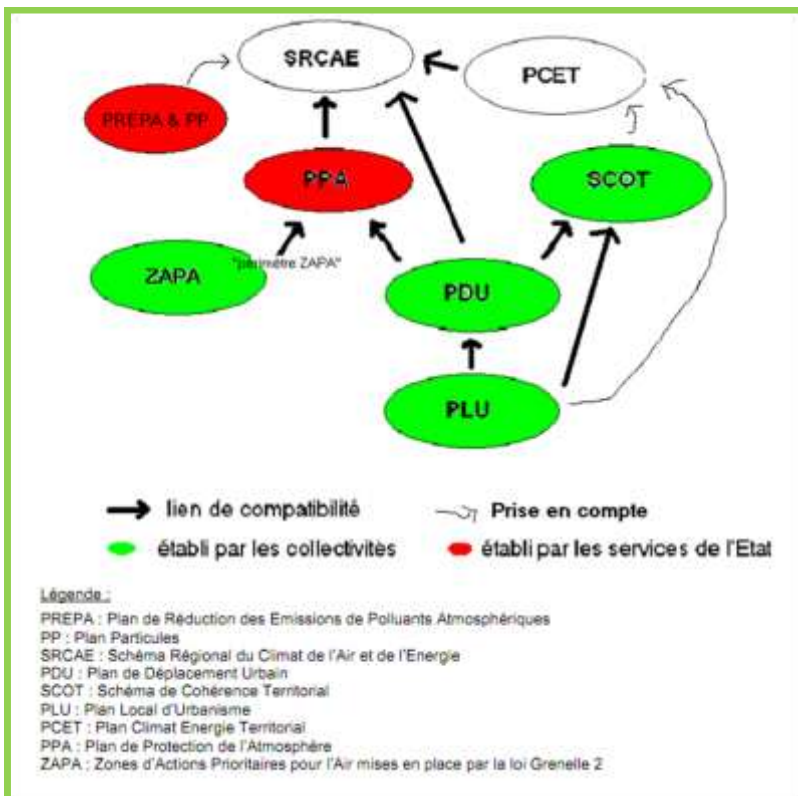 SRCAE
PCET
PREPA & PP
PPA
SCOT
ZAPA
"périmètre ZAPA"
PDU
PLU
lien de compatibilité
Prise en compte
établi par les collectivités
établi par les services de l'Etat
Légende :
PREPA : Plan de Réduction des Emissions de Polluants Atmosphériques
PP : Plan Particules
SRCAE : Schéma Régional du Climat de l'Air et de l'Energie
PDU : Plan de Déplacement Urbain
SCOT : Schéma de Cohérence Territorial
PLU : Plan Local d'Urbanisme
PCET : Plan Climat Energie Territorial
PPA : Plan de Protection de l'Atmosphère
ZAPA : Zones d'Actions Prioritaires pour l'Air mises en place par la loi Grenelle 2